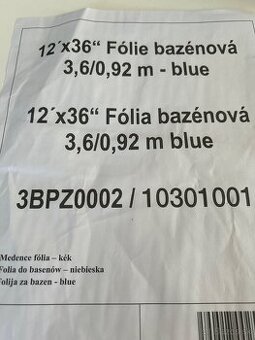 12´x36“ Fólie bazénová
3,6/0,92 m - blue
12´x36“ Fólia bazénová
3,6/0,92 m blue
3BPZ0002 / 10301001
Medence fólia – kék
Folia do basenów – niebieska
Folija za bazen - blue